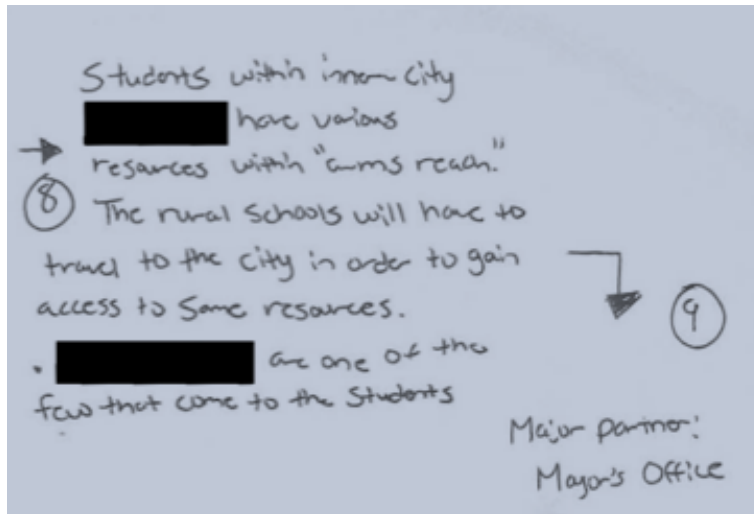 Students within inner city
have various
resources within "arms reach."
8
The rural schools will have to
travel to the city in order to gain
access to same resources.
9
• are one of the
few that come to the students
Major partner:
Mayor's Office